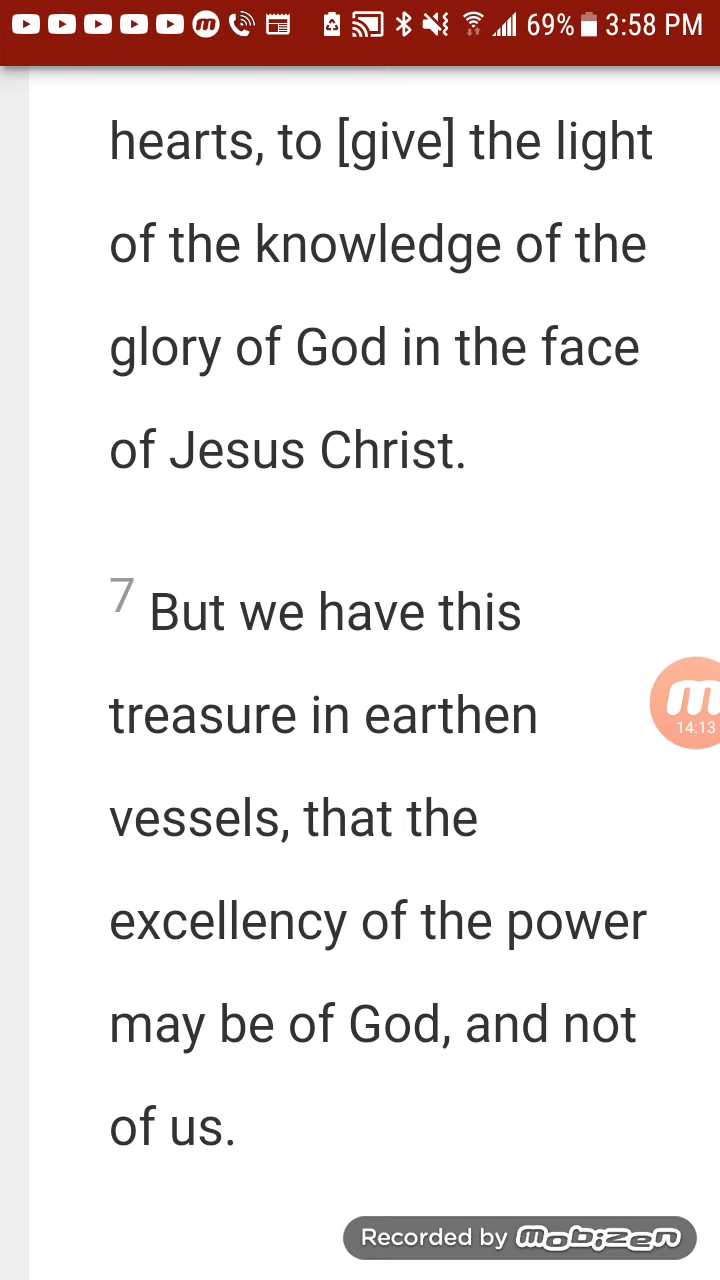 69% 3:58 PM
hearts, to [give] the light
of the knowledge of the
glory of God in the face
of Jesus Christ.
7 But we have this
treasure in earthen
m
14:13
vessels, that the
excellency of the power
may be of God, and not
of us.
Recorded by mobizen